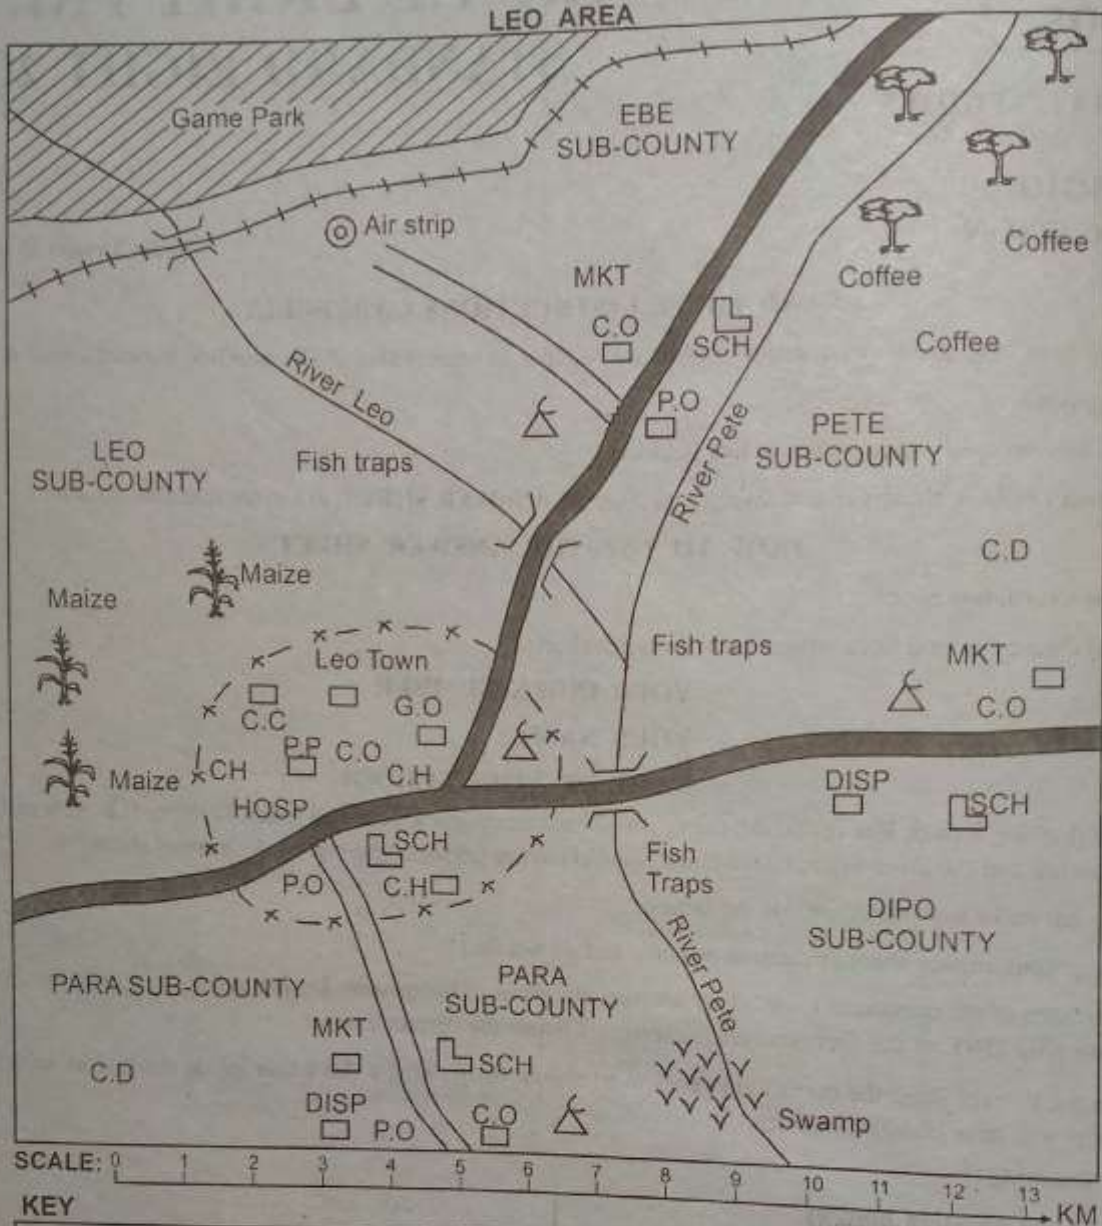 LEO AREA
Game Park
EBE
SUB-COUNTY
Air strip
MKT
C.O
SCH
P.O
Coffee
Coffee
Coffee
River Leo
Fish traps
LEO
SUB-COUNTY
River Pete
PETE
SUB-COUNTY
C.D
Maize
Maize
Maize
Fish traps
MKT
C.O
Leo Town
C.C
G.O
P.P
C.O
C.H
CH
HOSP
SCH
P.O
C.H
DISP
SCH
Fish
Traps
River Pete
DIPO
SUB-COUNTY
PARA SUB-COUNTY
PARA
SUB-COUNTY
MKT
SCH
C.D
DISP
P.O
C.O
Swamp
SCALE: 0 1 2 3 4 5 6 7 8 9 10 11 12 13
KM
KEY